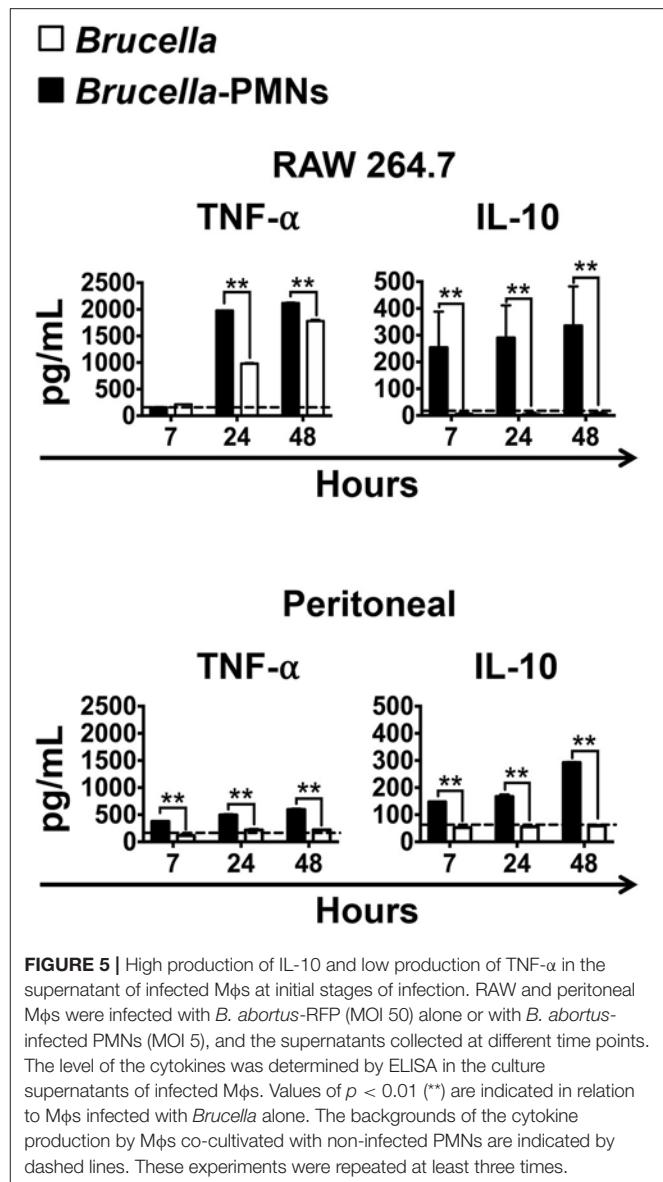 Brucella
Brucella-PMNs
RAW 264.7
TNF-α IL-10
pg/mL
2500
2000
1500
1000
500
0
** **
7 24 48
500
400
300
200
100
0
** ** **
7 24 48
Hours
Peritoneal
TNF-α IL-10
pg/mL
2500
2000
1500
1000
500
0
** ** **
7 24 48
500
400
300
200
100
0
** ** **
7 24 48
Hours
FIGURE 5 | High production of IL-10 and low production of TNF-α in the
supernatant of infected Mϕs at initial stages of infection. RAW and peritoneal
Mϕs were infected with B. abortus-RFP (MOI 50) alone or with B. abortus-
infected PMNs (MOI 5), and the supernatants collected at different time points.
The level of the cytokines was determined by ELISA in the culture
supernatants of infected Mϕs. Values of p < 0.01 (**) are indicated in relation
to Mϕs infected with Brucella alone. The backgrounds of the cytokine
production by Mϕs co-cultivated with non-infected PMNs are indicated by
dashed lines. These experiments were repeated at least three times.